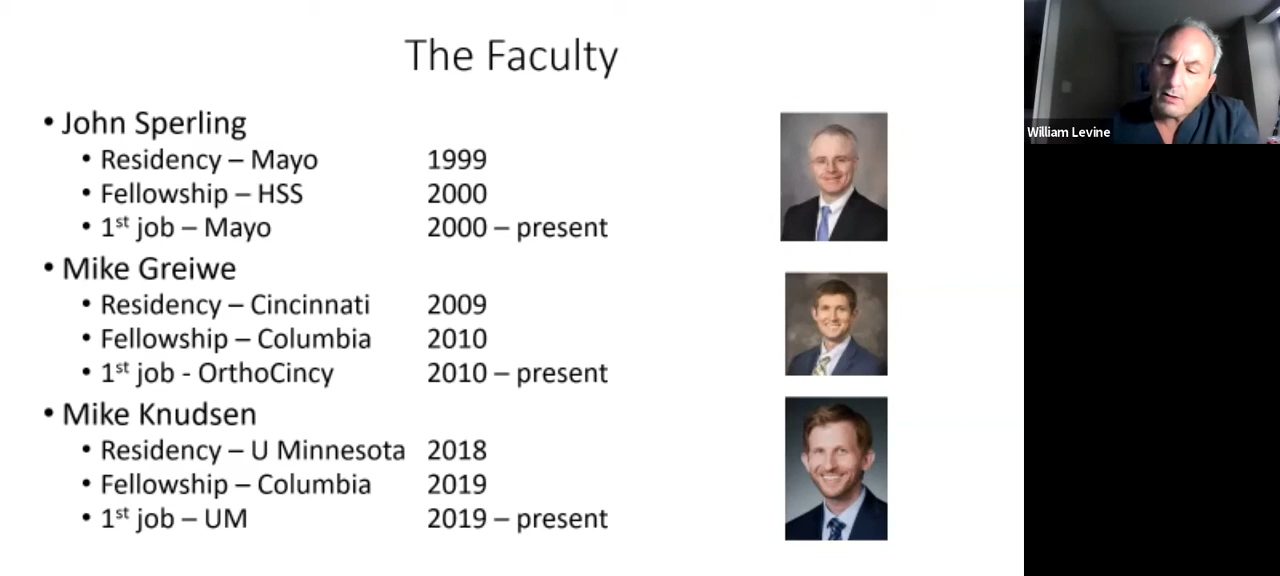 The Faculty
• John Sperling
• Residency – Mayo 1999
• Fellowship – HSS 2000
• 1st job – Mayo 2000 – present
• Mike Greiwe
• Residency – Cincinnati 2009
• Fellowship – Columbia 2010
• 1st job - OrthoCincy 2010 – present
• Mike Knudsen
• Residency – U Minnesota 2018
• Fellowship – Columbia 2019
• 1st job – UM 2019 – present
William Levine